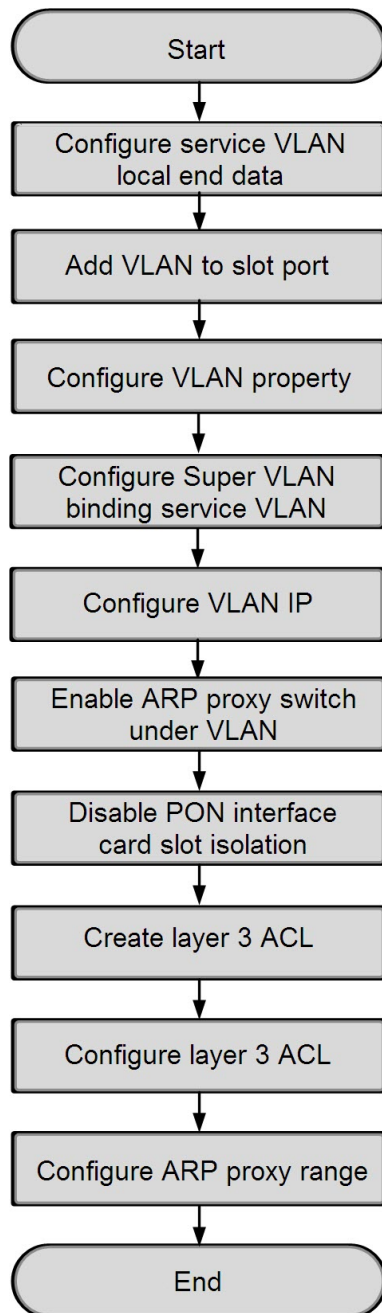 Start
Configure service VLAN
local end data
Add VLAN to slot port
Configure VLAN property
Configure Super VLAN
binding service VLAN
Configure VLAN IP
Enable ARP proxy switch
under VLAN
Disable PON interface
card slot isolation
Create layer 3 ACL
Configure layer 3 ACL
Configure ARP proxy range
End